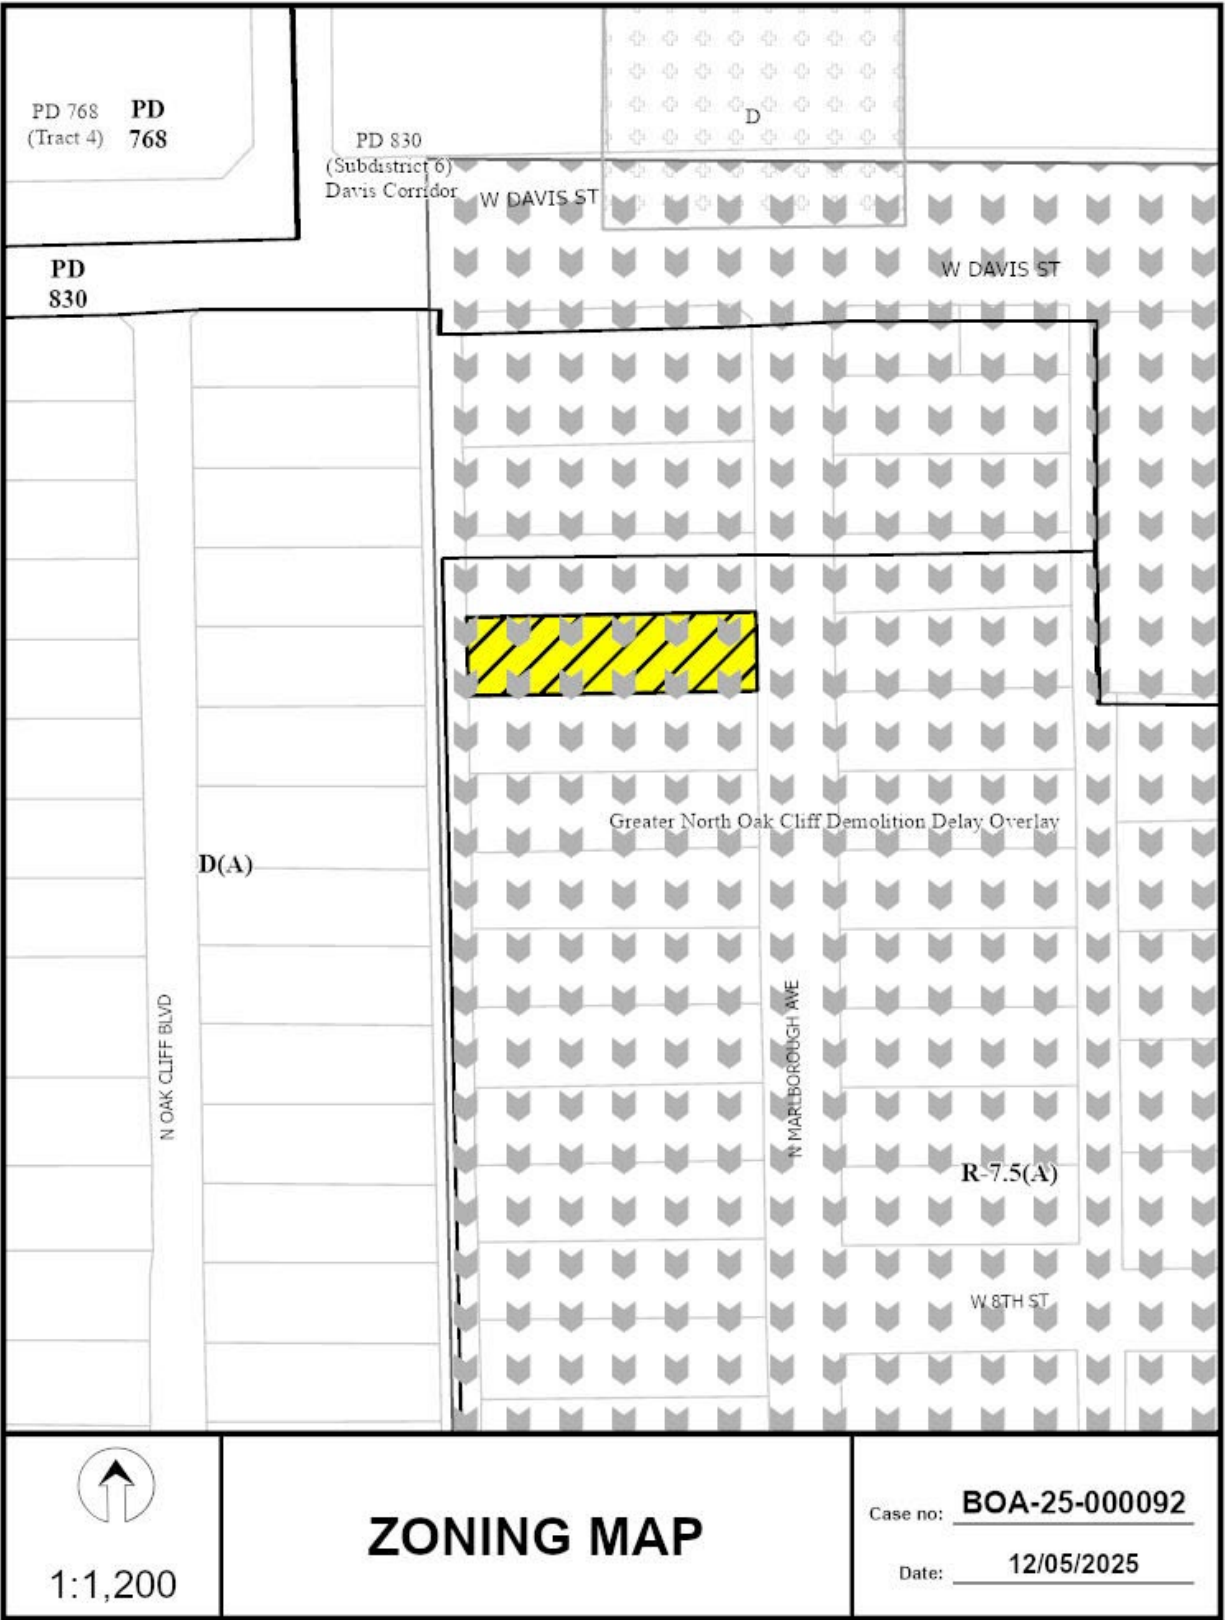 PD 768
(Tract 4)
PD
768
D
PD 830
(Subdistrict 6)
Davis Corridor
W DAVIS ST
W DAVIS ST
PD
830
Greater North Oak Cliff Demolition Delay Overlay
D(A)
N OAK CLIFF BLVD
N MARLBOROUGH AVE
R-7.5(A)
W 8TH ST
1:1,200
ZONING MAP
Case no: BOA-25-000092
Date: 12/05/2025